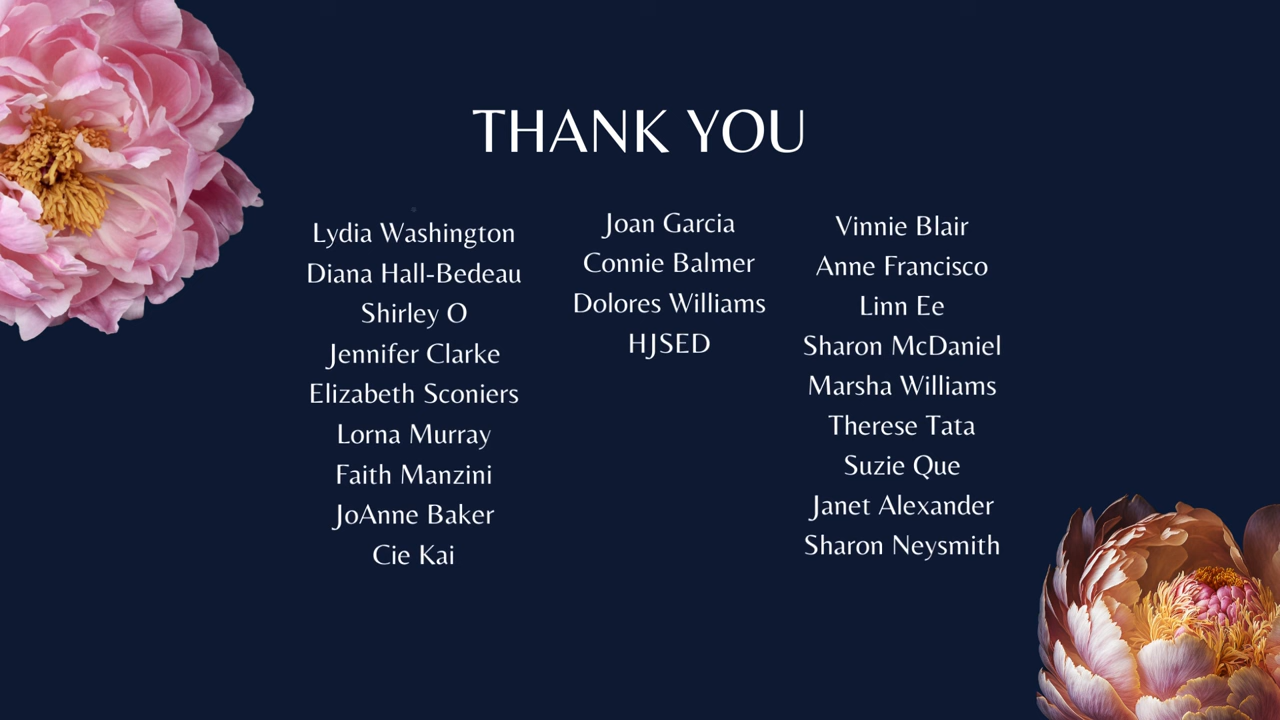 THANK YOU
Lydia Washington
Diana Hall-Bedeau
Shirley O
Jennifer Clarke
Elizabeth Sconiers
Lorna Murray
Faith Manzini
JoAnne Baker
Cie Kai
Joan Garcia
Connie Balmer
Dolores Williams
HJSED
Vinnie Blair
Anne Francisco
Linn Ee
Sharon McDaniel
Marsha Williams
Therese Tata
Suzie Que
Janet Alexander
Sharon Neysmith